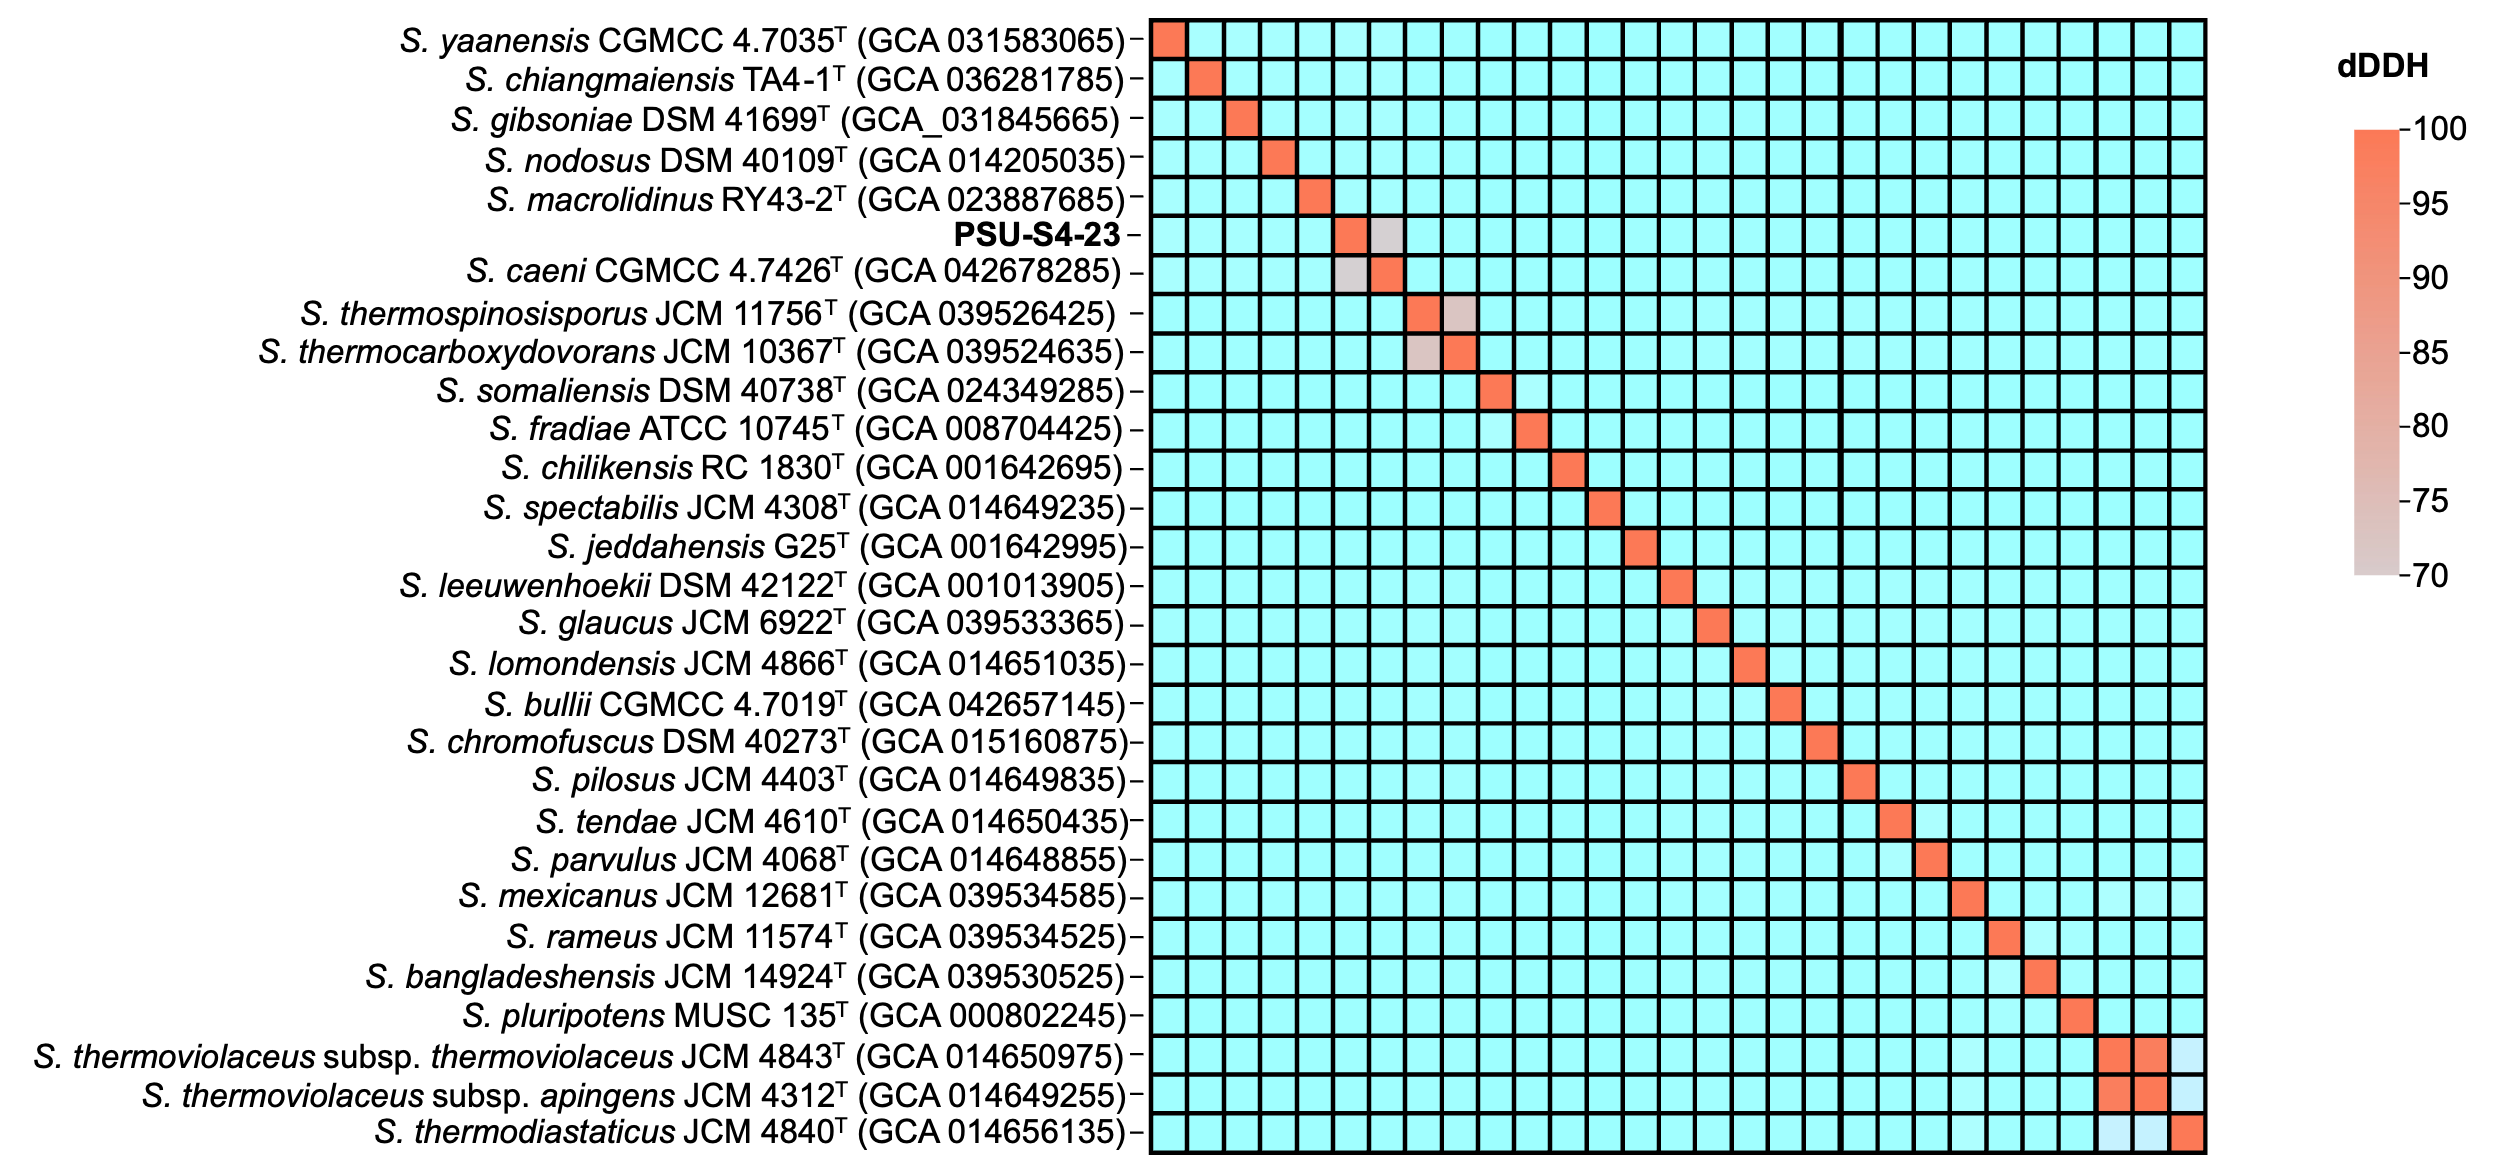 S. yaanensis CGMCC 4.7035ᵀ (GCA 031583065)
S. chiangmaiensis TA4-1ᵀ (GCA 036281785)
S. gibsoniae DSM 41699ᵀ (GCA_031845665)
S. nodosus DSM 40109ᵀ (GCA 014205035)
S. macrolidinus RY43-2ᵀ (GCA 023887685)
PSU-S4-23
S. caeni CGMCC 4.7426ᵀ (GCA 042678285)
S. thermospinosisporus JCM 11756ᵀ (GCA 039526425)
S. thermocarboxydovorans JCM 10367ᵀ (GCA 039524635)
S. somaliensis DSM 40738ᵀ (GCA 024349285)
S. fradiae ATCC 10745ᵀ (GCA 008704425)
S. chilikensis RC 1830ᵀ (GCA 001642695)
S. spectabilis JCM 4308ᵀ (GCA 014649235)
S. jeddahensis G25ᵀ (GCA 001642995)
S. leeuwenhoekii DSM 42122ᵀ (GCA 001013905)
S. glaucus JCM 6922ᵀ (GCA 039533365)
S. lomondensis JCM 4866ᵀ (GCA 014651035)
S. bullii CGMCC 4.7019ᵀ (GCA 042657145)
S. chromofuscus DSM 40273ᵀ (GCA 015160875)
S. pilosus JCM 4403ᵀ (GCA 014649835)
S. tendae JCM 4610ᵀ (GCA 014650435)
S. parvulus JCM 4068ᵀ (GCA 014648855)
S. mexicanus JCM 12681ᵀ (GCA 039534585)
S. rameus JCM 11574ᵀ (GCA 039534525)
S. bangladeshensis JCM 14924ᵀ (GCA 039530525)
S. pluripotens MUSC 135ᵀ (GCA 000802245)
S. thermoviolaceus subsp. thermoviolaceus JCM 4843ᵀ (GCA 014650975)
S. thermoviolaceus subsp. apingens JCM 4312ᵀ (GCA 014649255)
S. thermodiastaticus JCM 4840ᵀ (GCA 014656135)
dDDH
100
95
90
85
80
75
70